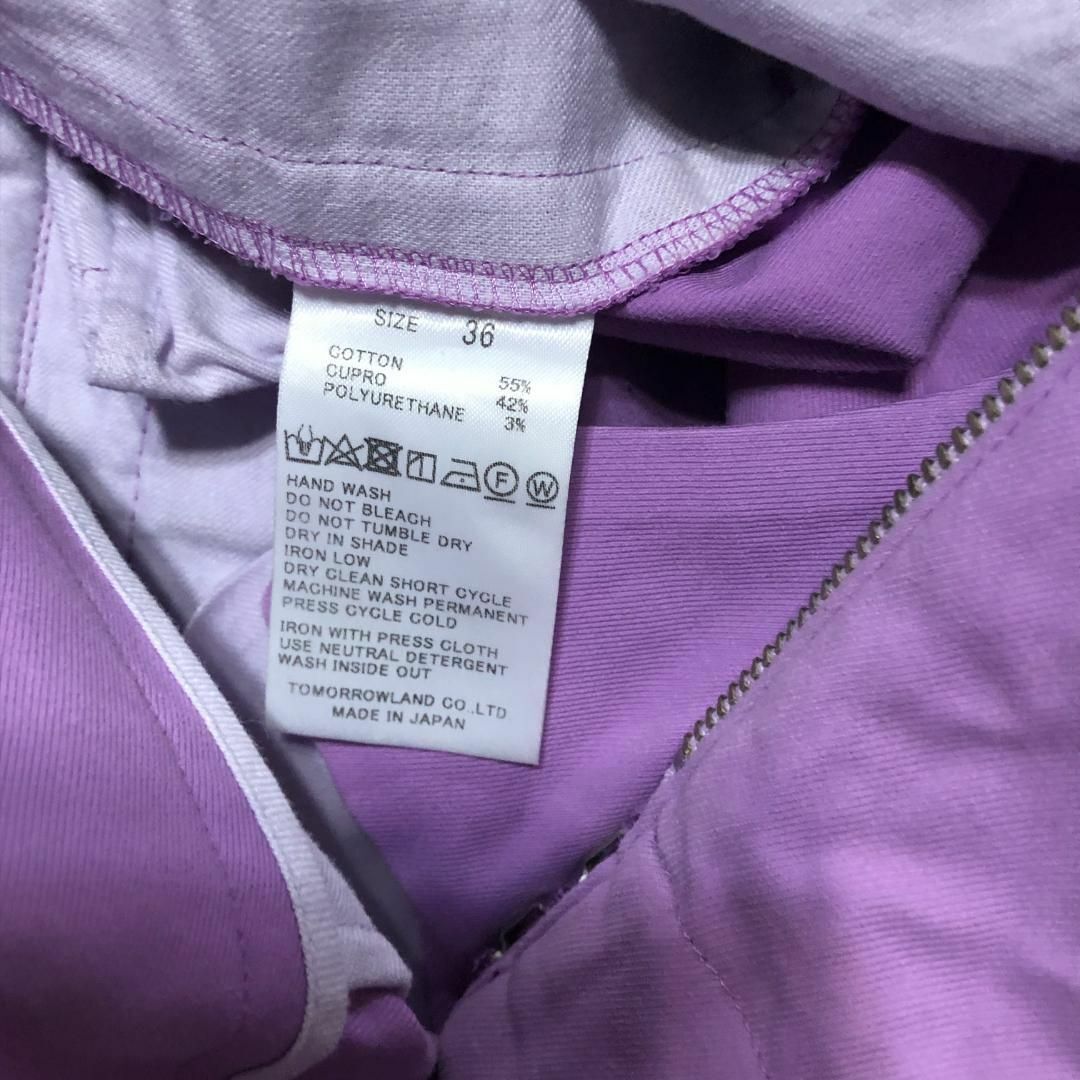 SIZE 36
COTTON 55%
CUPRO 42%
POLYURETHANE 3%
F W
HAND WASH
DO NOT BLEACH
DO NOT TUMBLE DRY
DRY IN SHADE
IRON LOW
DRY CLEAN SHORT CYCLE
MACHINE WASH PERMANENT
PRESS CYCLE COLD
IRON WITH PRESS CLOTH
USE NEUTRAL DETERGENT
WASH INSIDE OUT
TOMORROWLAND CO.,LTD
MADE IN JAPAN